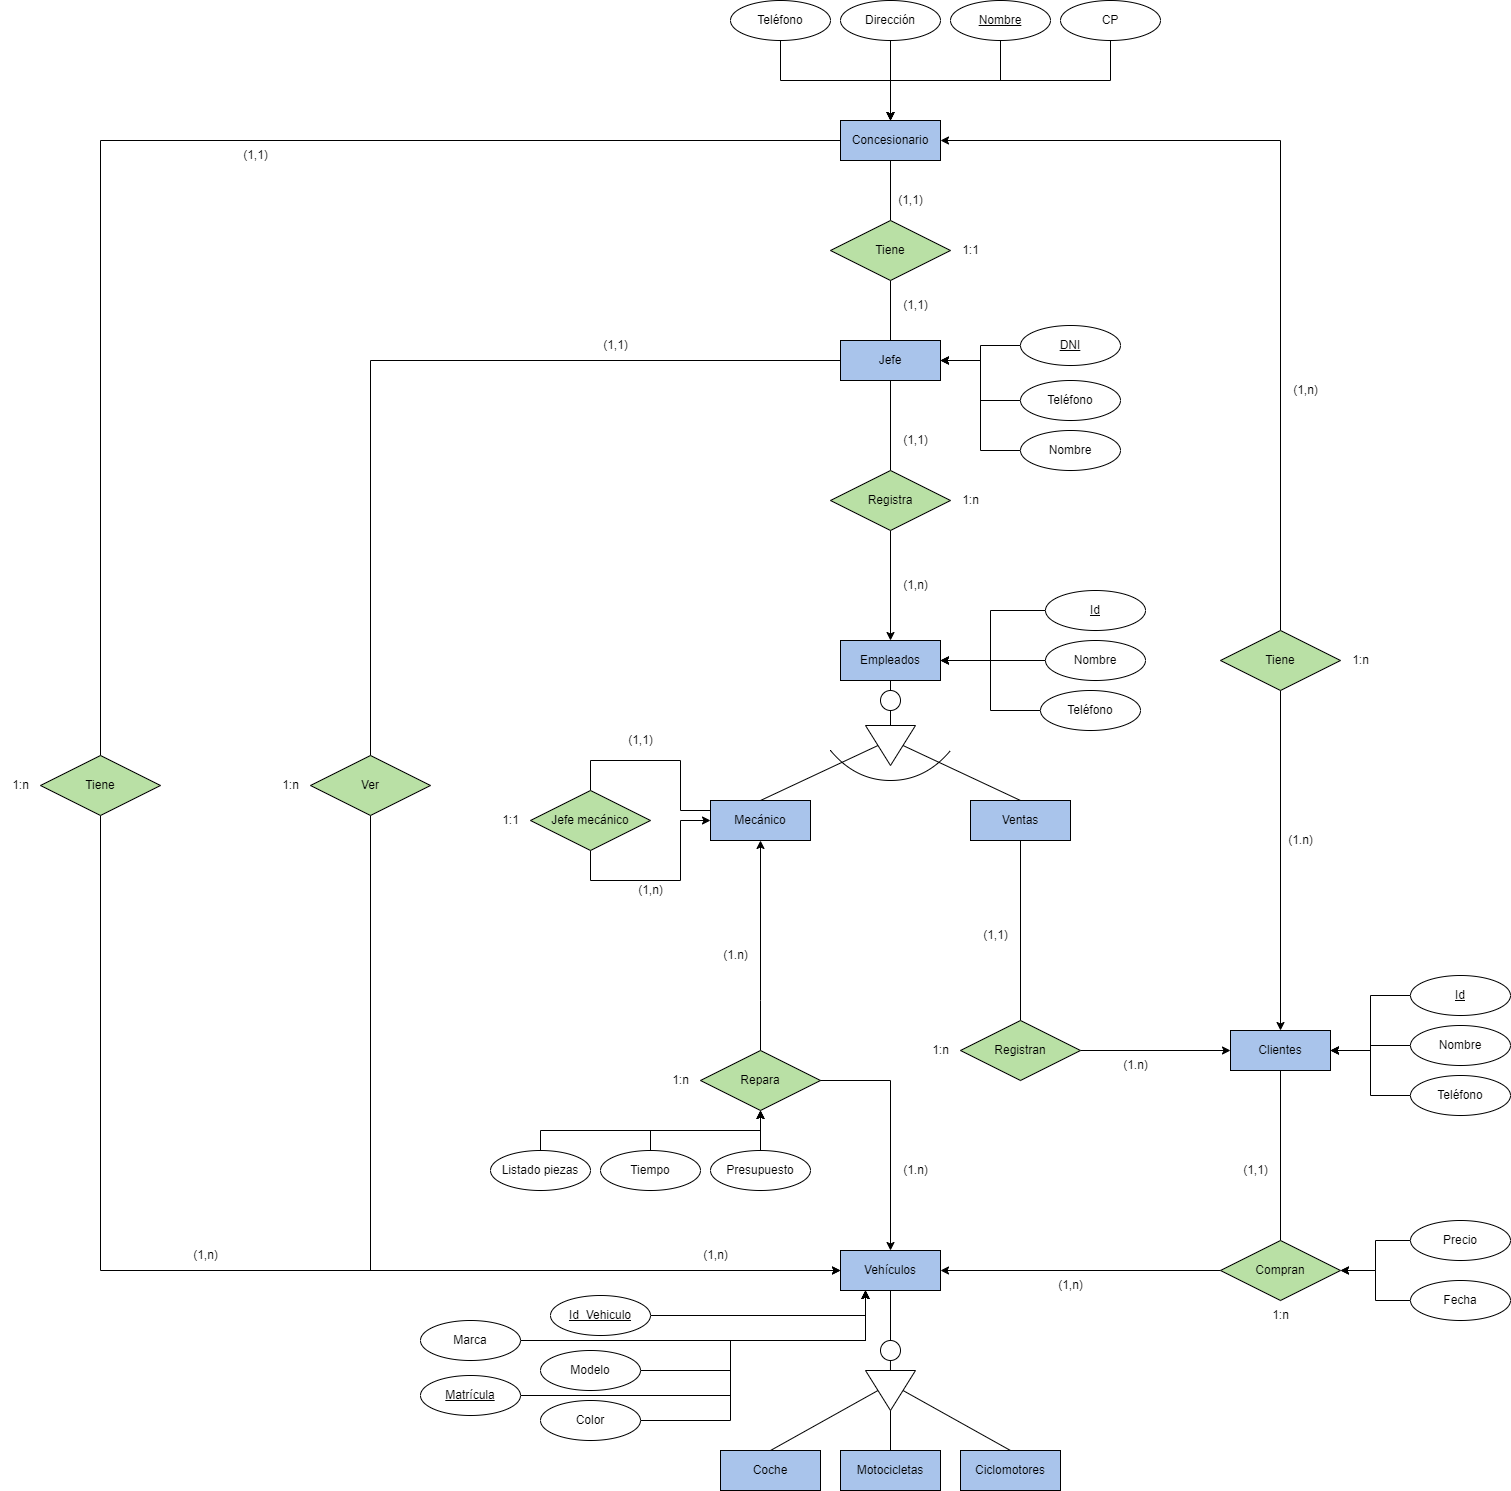 Teléfono
Dirección
Nombre
CP
Concesionario
(1,1)
(1,1)
Tiene
1:1
(1,1)
DNI
(1,1)
Jefe
(1,n)
Teléfono
(1,1)
Nombre
Registra
1:n
(1,n)
Id
Empleados
Nombre
Tiene
1:n
Teléfono
(1,1)
1:n
Tiene
1:n
Ver
1:1
Jefe mecánico
Mecánico
Ventas
(1.n)
(1,n)
(1,1)
(1.n)
Id
1:n
Registran
Clientes
Nombre
(1.n)
1:n
Repara
Teléfono
Listado piezas
Tiempo
Presupuesto
(1.n)
(1,1)
Precio
(1,n)
(1,n)
Vehículos
Compran
(1,n)
Fecha
1:n
Id_Vehiculo
Marca
Modelo
Matrícula
Color
Coche
Motocicletas
Ciclomotores